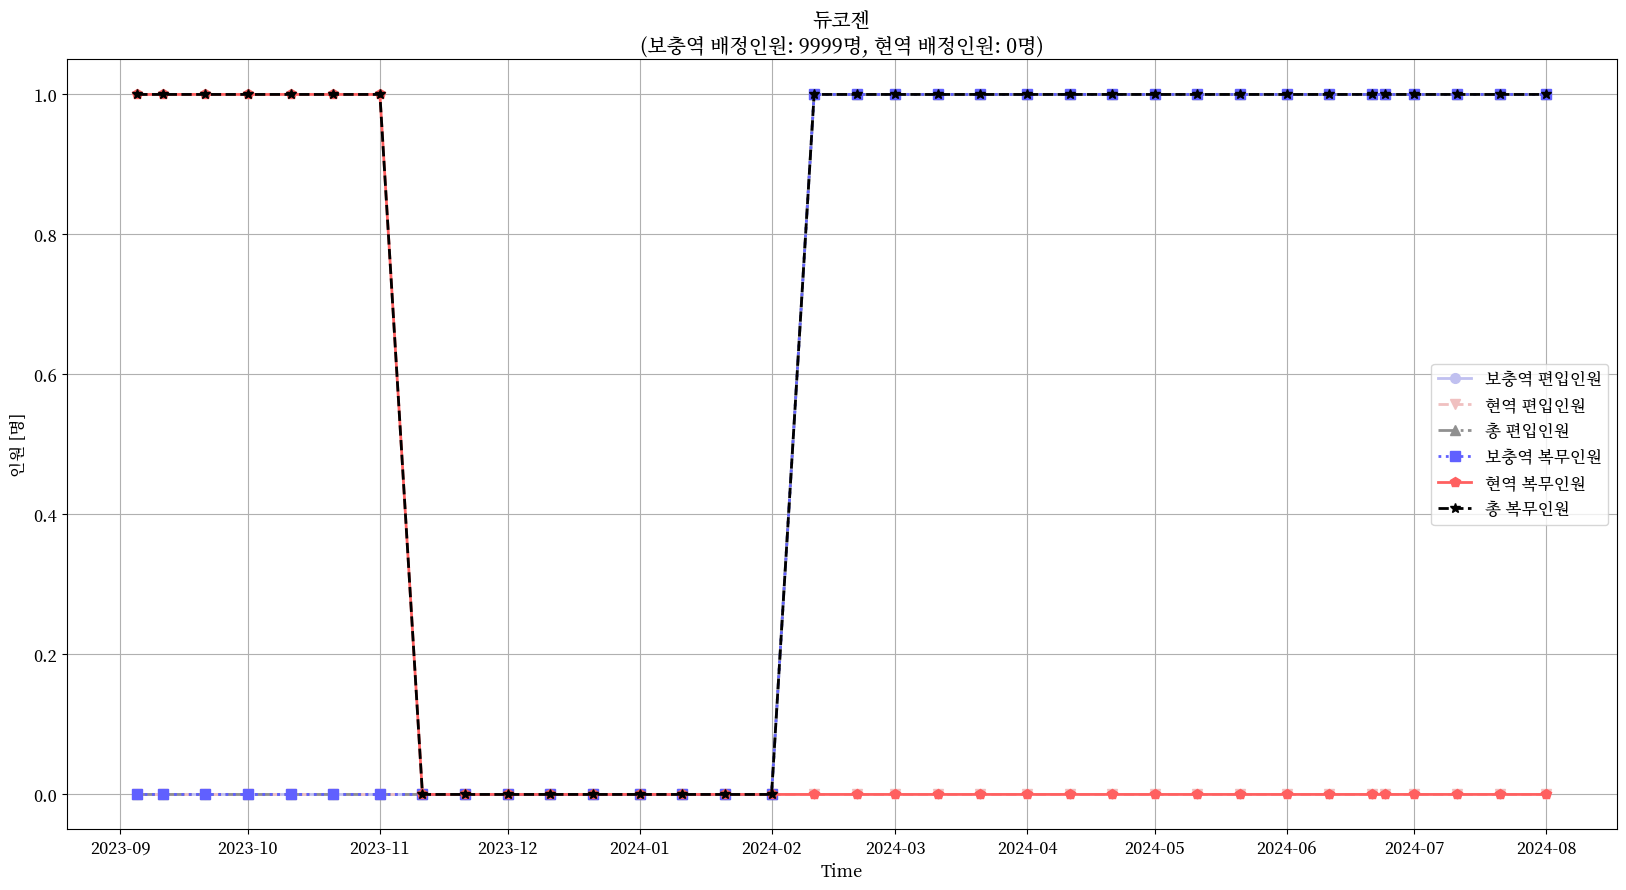 듀코젠
(보충역 배정인원: 9999명, 현역 배정인원: 0명)
인원 [명]
1.0
0.8
0.6
0.4
0.2
0.0
보충역 편입인원
현역 편입인원
총 편입인원
보충역 복무인원
현역 복무인원
총 복무인원
2023-09 2023-10 2023-11 2023-12 2024-01 2024-02 2024-03 2024-04 2024-05 2024-06 2024-07 2024-08
Time